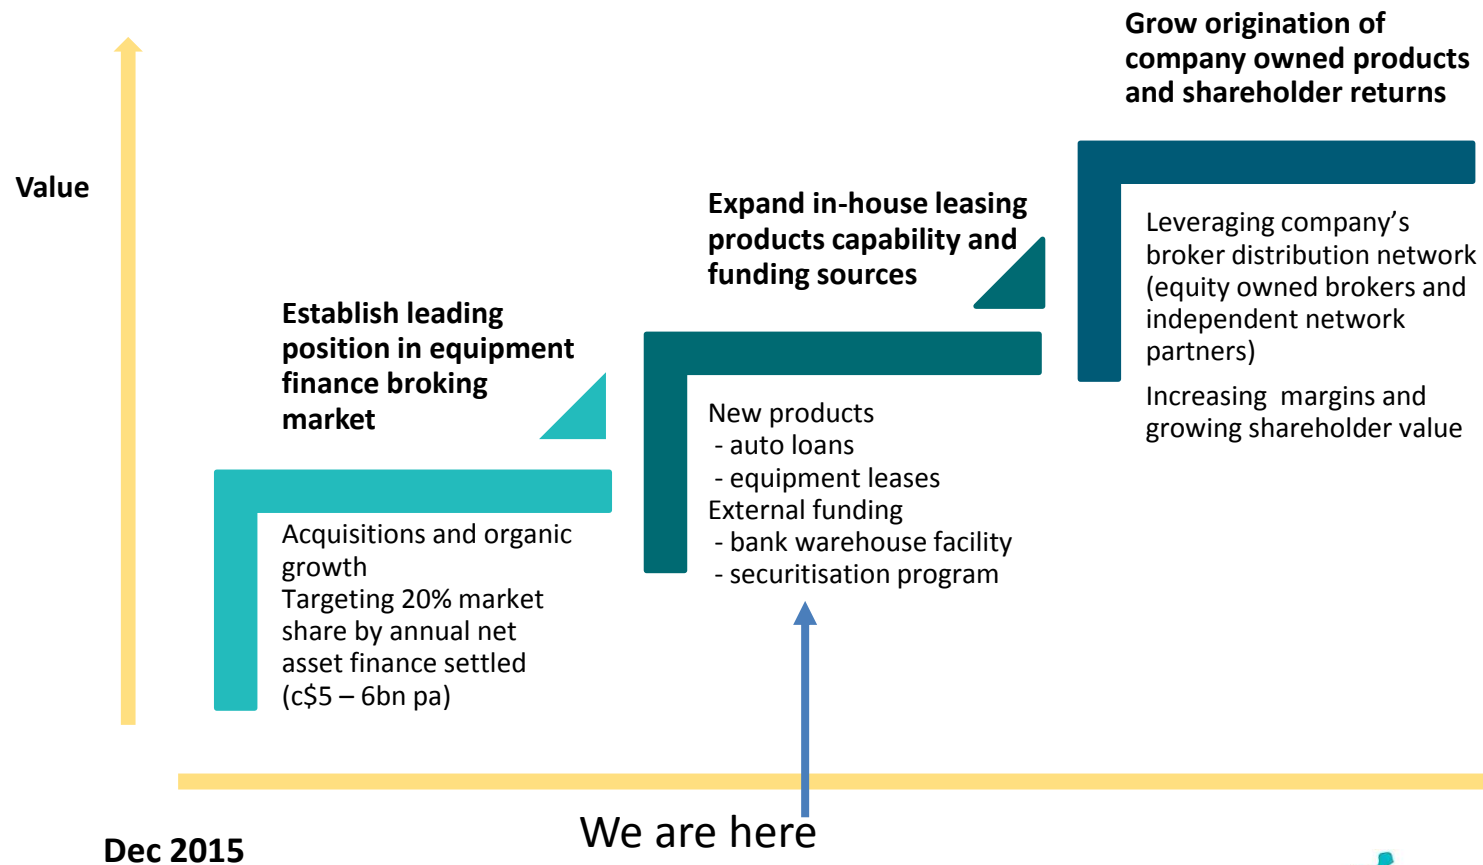 Grow origination of
company owned products
and shareholder returns
Value
Expand in-house leasing
products capability and
funding sources
Leveraging company’s
broker distribution network
(equity owned brokers and
independent network
partners)
Increasing  margins and
growing shareholder value
Establish leading
position in equipment
finance broking
market
New products
- auto loans
- equipment leases
External funding
- bank warehouse facility
- securitisation program
Acquisitions and organic
growth
Targeting 20% market
share by annual net
asset finance settled
(c$5 – 6bn pa)
We are here
Dec 2015